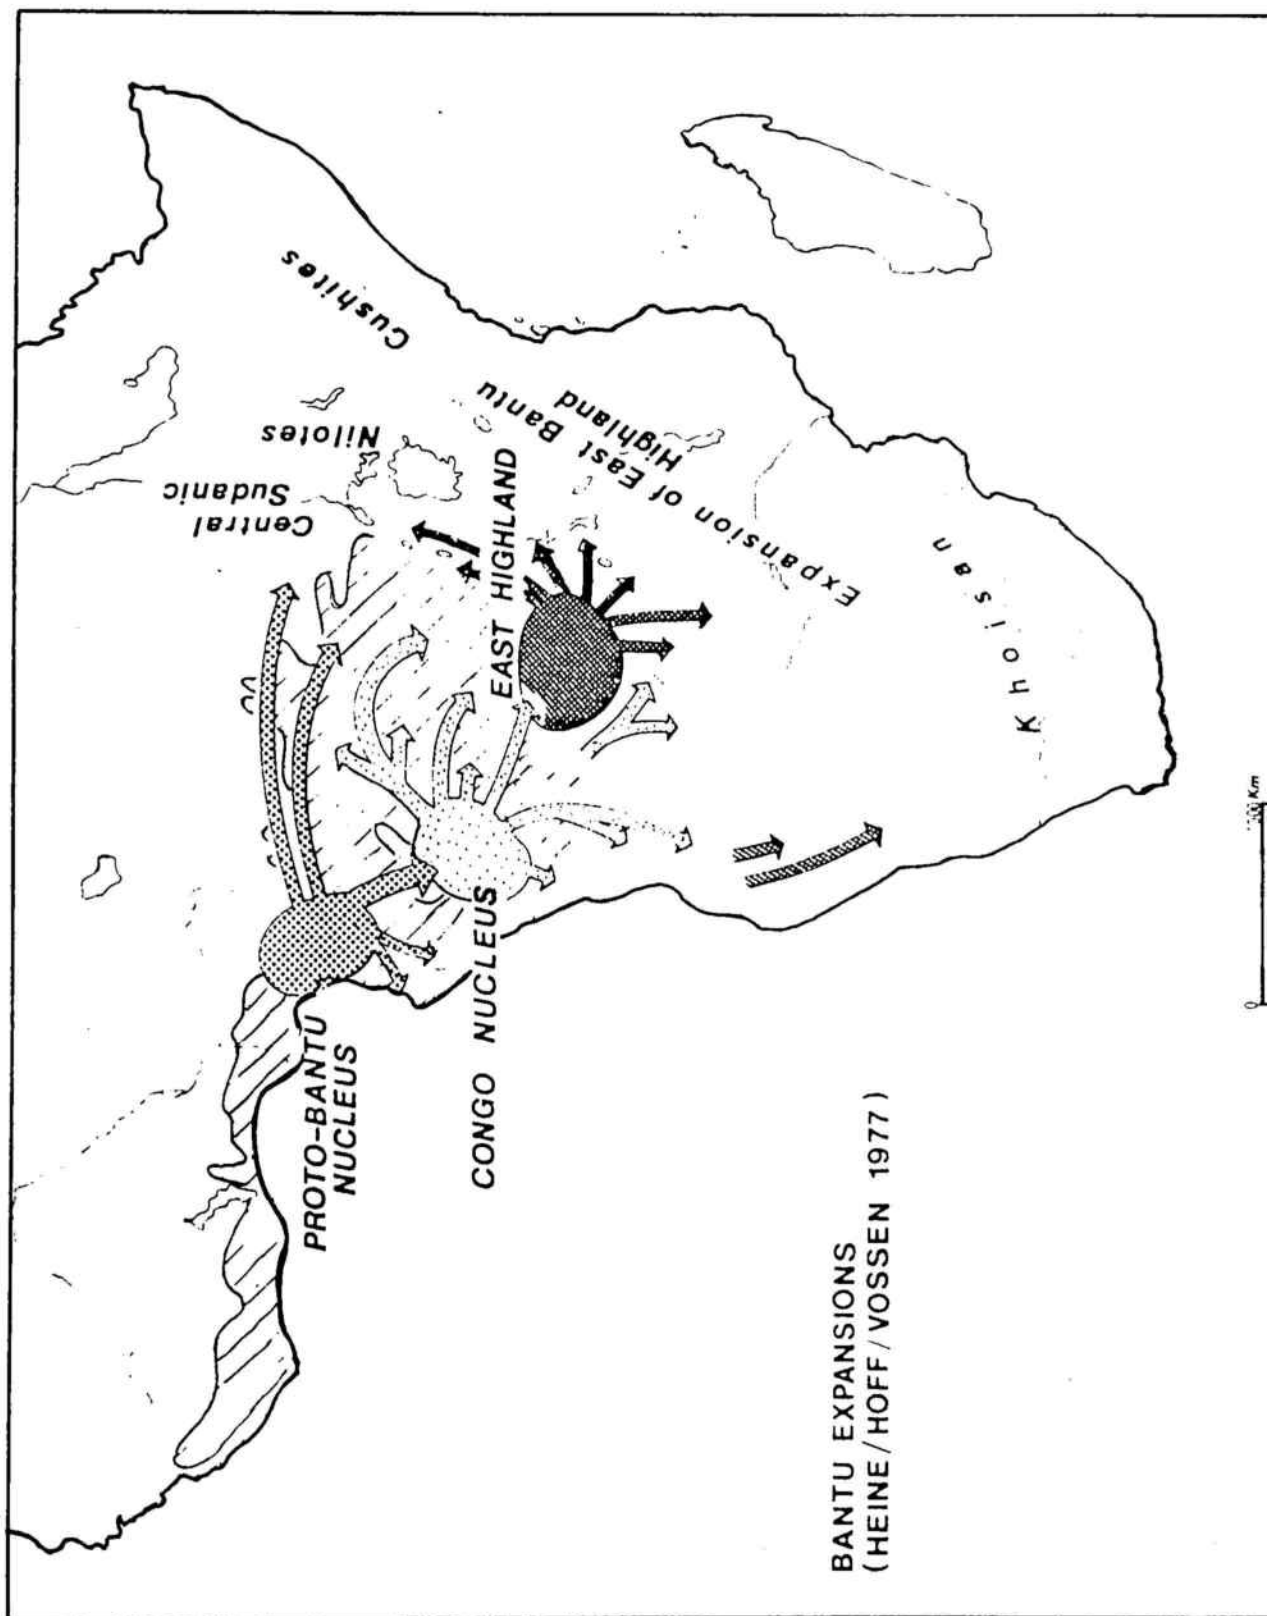 Cushites
Nilotes
Central
Sudanic
Expansion of East Bantu
Highland
EAST HIGHLAND
Khoisan
PROTO-BANTU
NUCLEUS
CONGO NUCLEUS
BANTU EXPANSIONS
(HEINE/HOFF/VOSSEN 1977)
0
Km